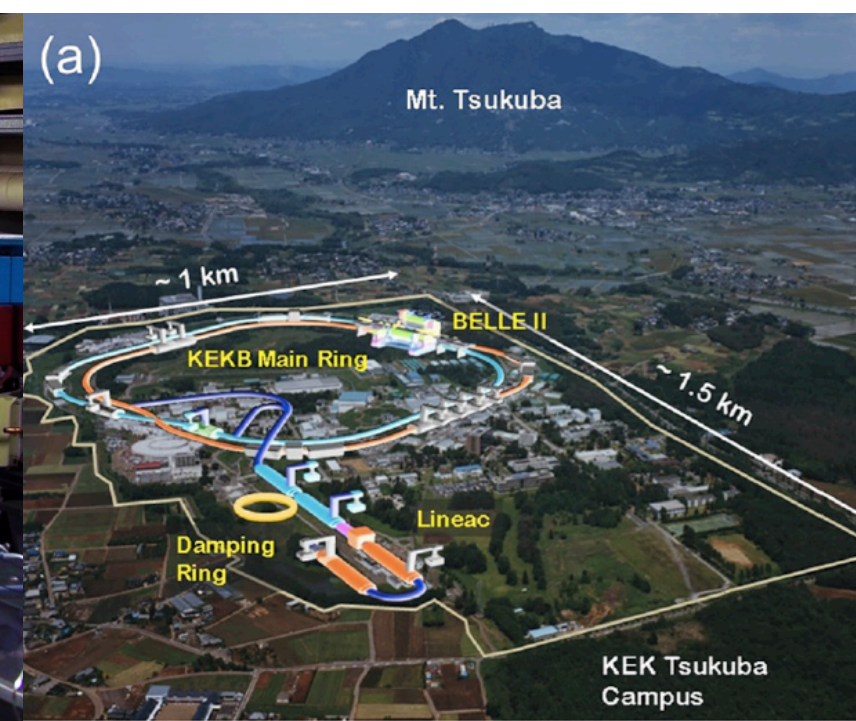 (a)
Mt. Tsukuba
~ 1 km
BELLE II
KEKB Main Ring
~ 1.5 km
Lineac
Damping
Ring
KEK Tsukuba
Campus